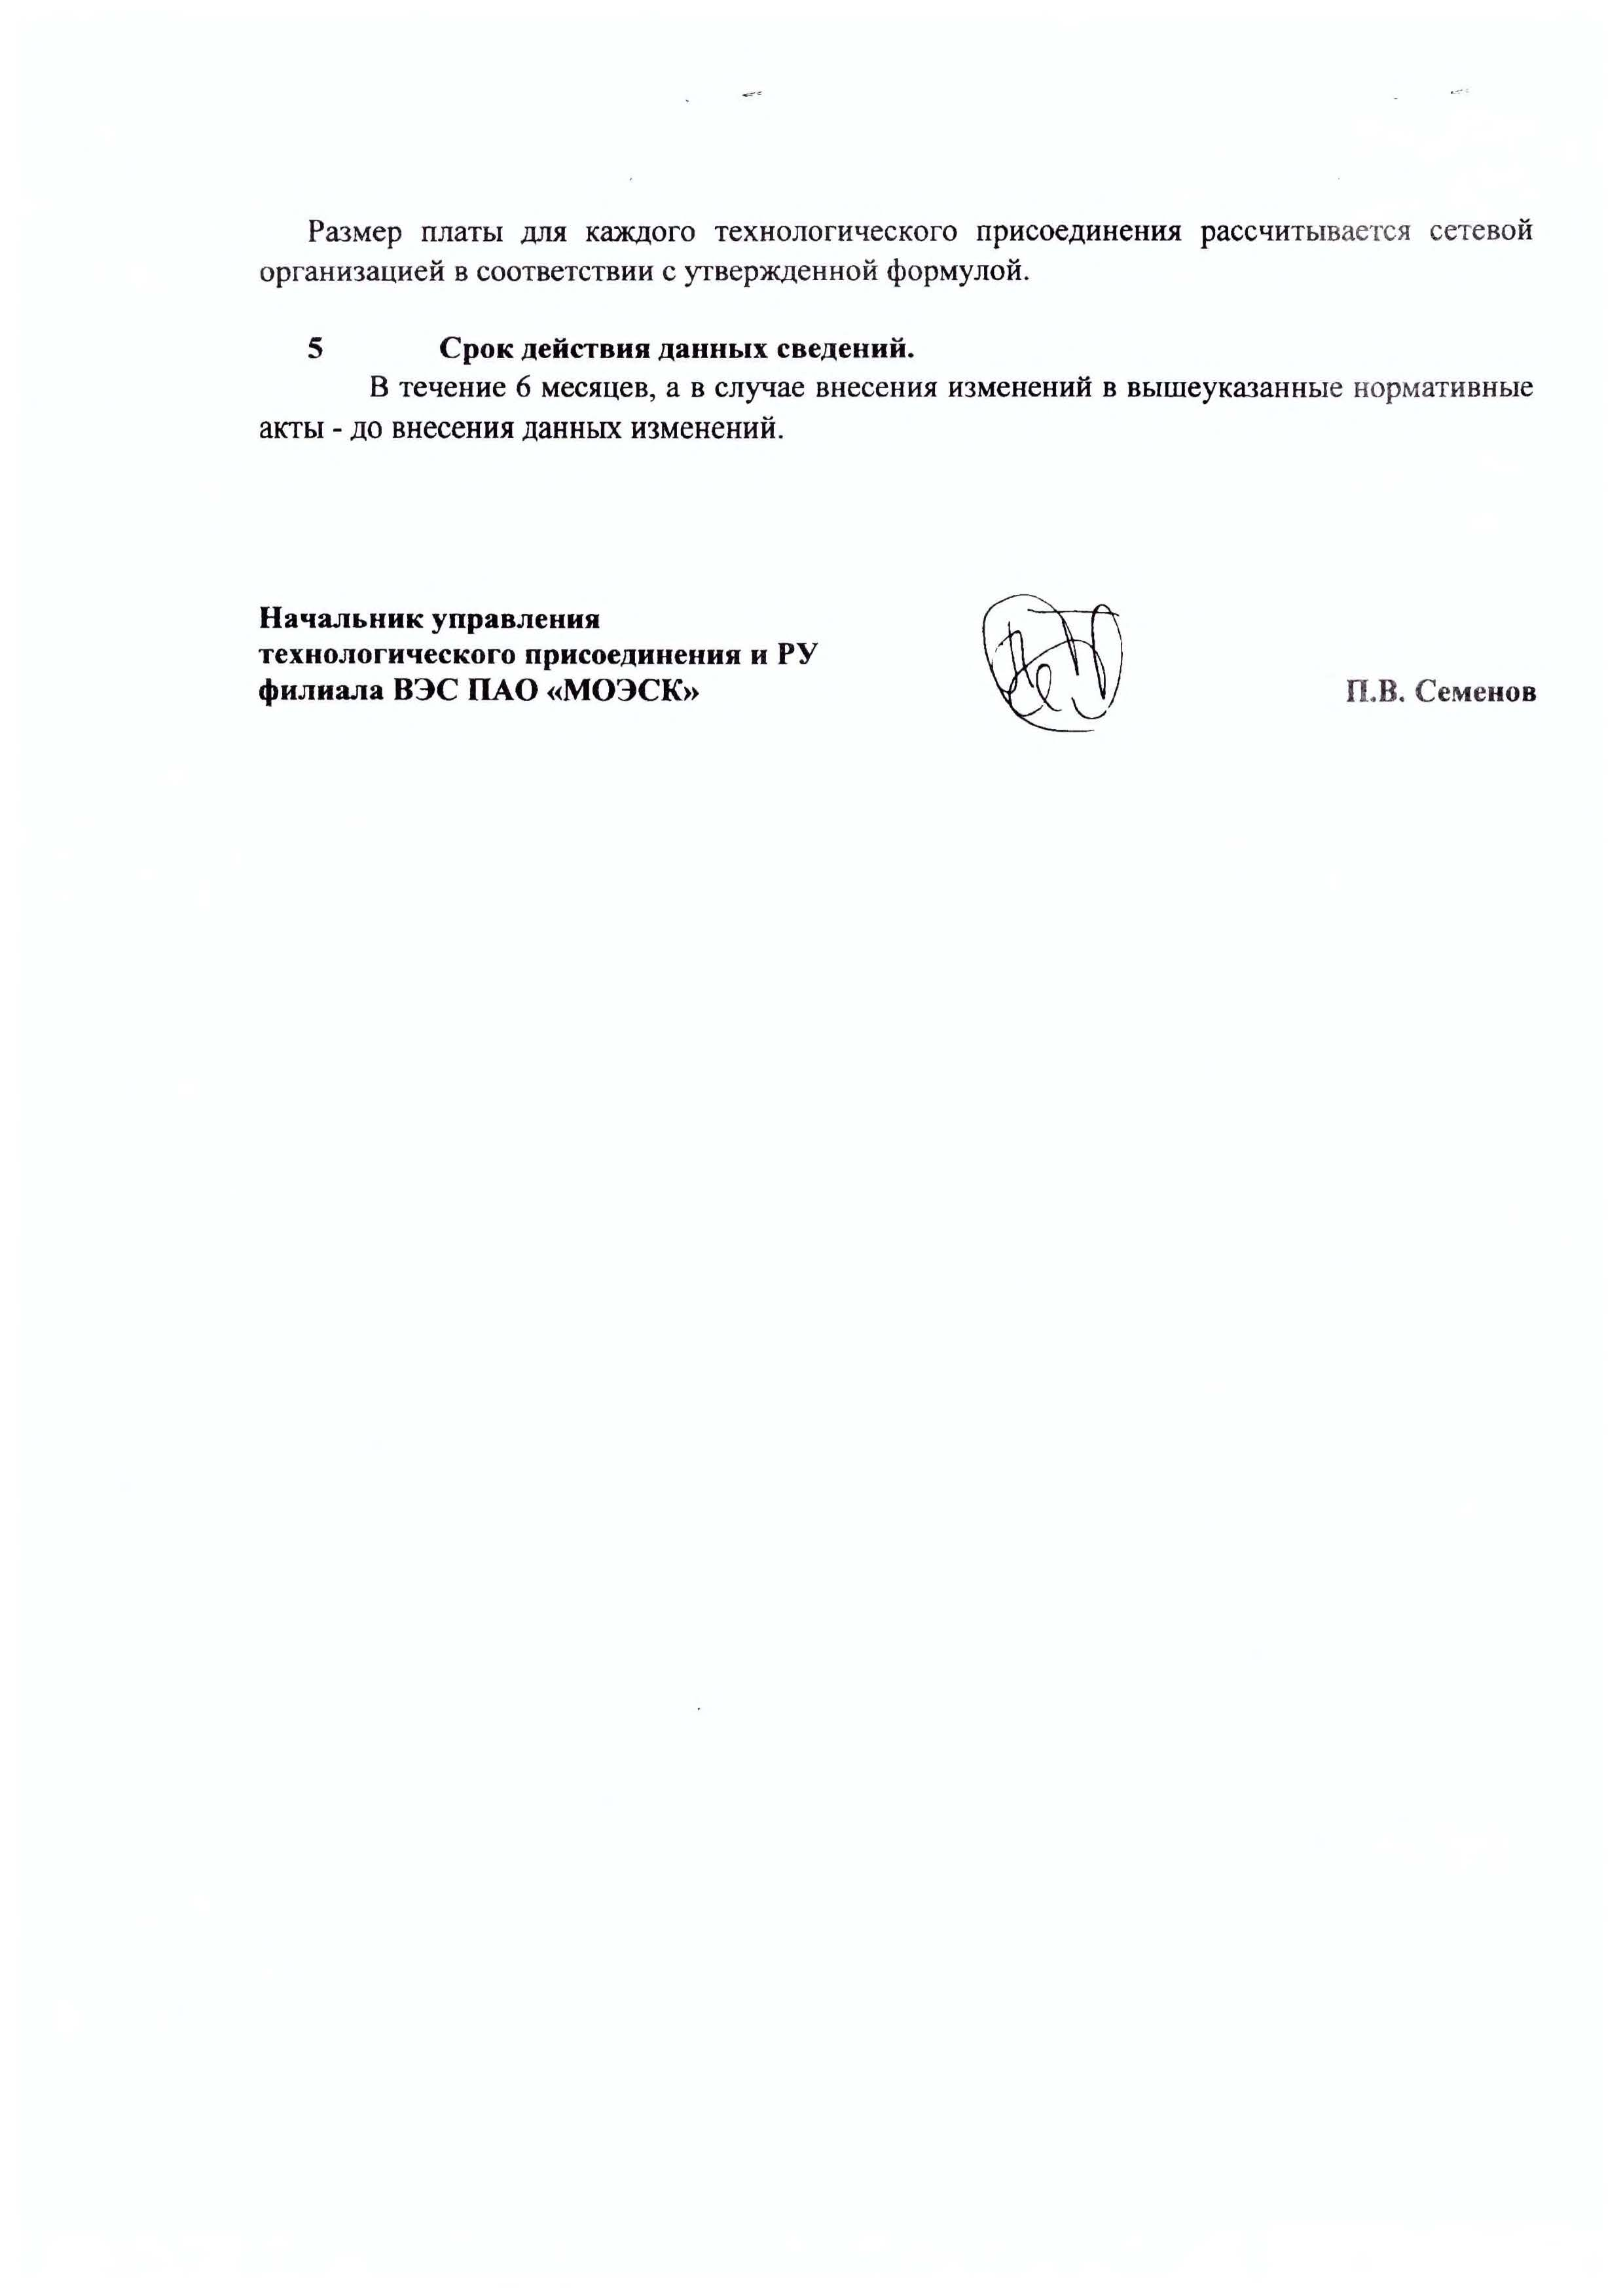 Размер платы для каждого технологического присоединения рассчитывается сетевой
организацией в соответствии с утвержденной формулой.
5 Срок действия данных сведений.
В течение 6 месяцев, а в случае внесения изменений в вышеуказанные нормативные
акты - до внесения данных изменений.
Начальник управления
технологического присоединения и РУ
филиала ВЭС ПАО «МОЭСК»
П.В. Семенов